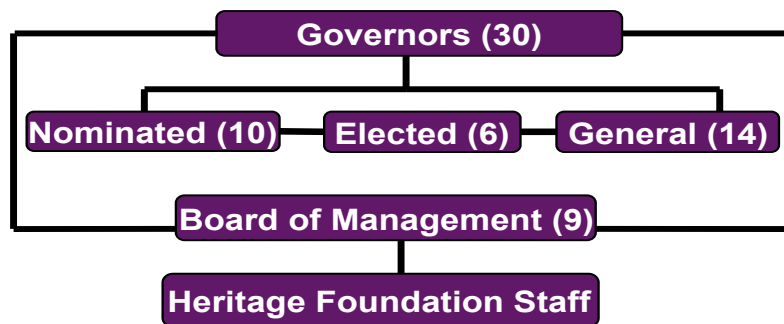 Governors (30)
Nominated (10)
Elected (6)
General (14)
Board of Management (9)
Heritage Foundation Staff